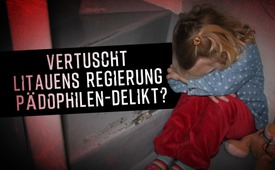 VERTUSCHT
LITAUENS REGIERUNG
PÄDOPHILEN-DELIKT?